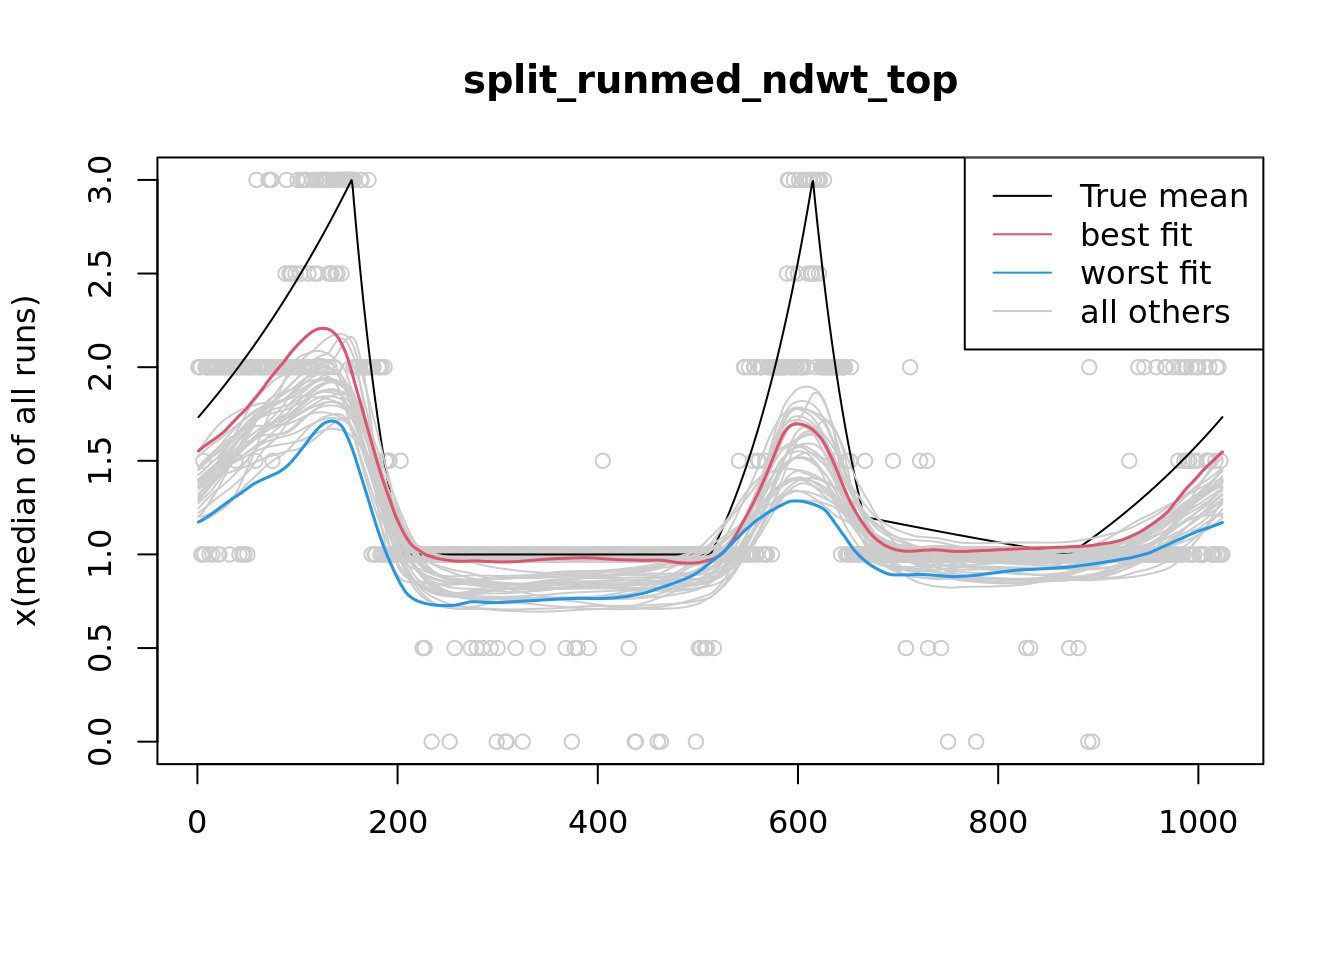 split_runmed_ndwt_top
x(median of all runs)
3.0
2.5
2.0
1.5
1.0
0.5
0.0
True mean
best fit
worst fit
all others
0 200 400 600 800 1000